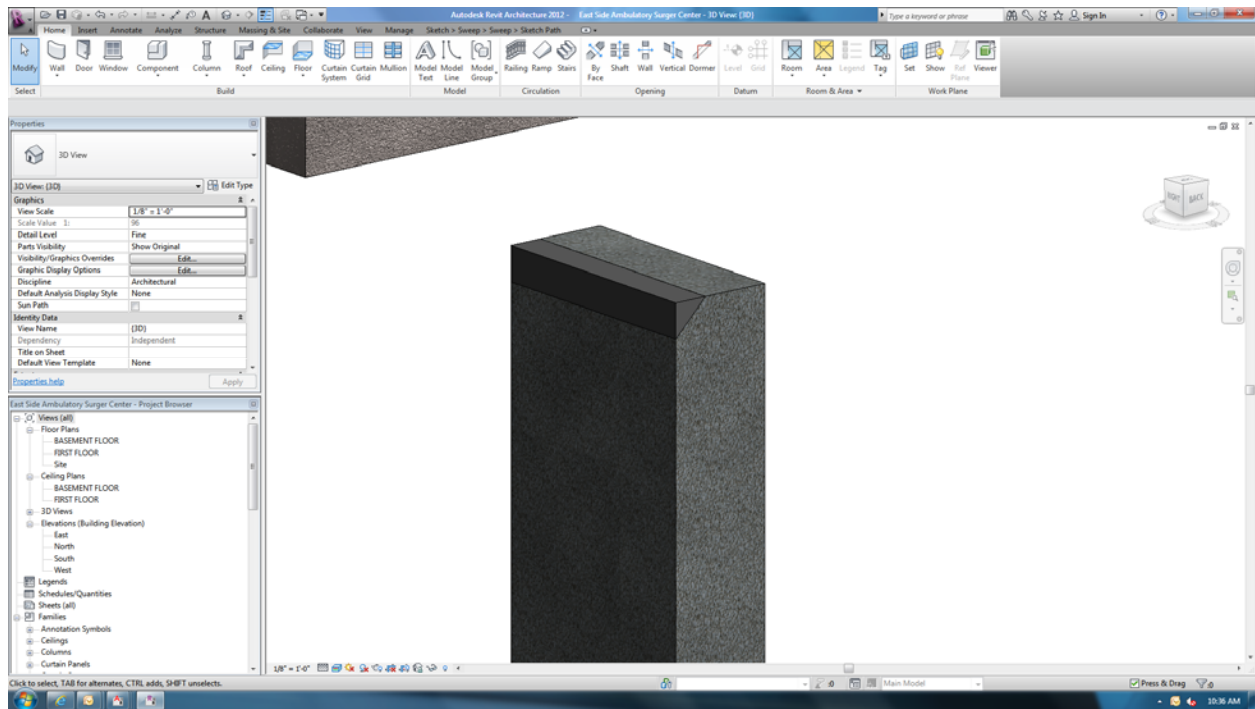 Autodesk Revit Architecture 2012 - East Side Ambulatory Surger Center - 3D View: {3D}
Type a keyword or phrase
Sign In
Home Insert Annotate Analyze Structure Massing & Site Collaborate View Manage Sketch > Sweep > Sweep > Sketch Path
Modify Wall Door Window Component Column Roof Ceiling Floor Curtain System Curtain Grid Mullion Model Text Model Line Model Group Railing Ramp Stairs By Face Shaft Wall Vertical Dormer Level Grid Room Area Legend Tag Set Show Ref Plane Viewer
Select Build Model Circulation Opening Datum Room & Area Work Plane
Properties
3D View
3D View: {3D} Edit Type
Graphics
View Scale 1/8" = 1'-0"
Scale Value 1: 96
Detail Level Fine
Parts Visibility Show Original
Visibility/Graphics Overrides Edit...
Graphic Display Options Edit...
Discipline Architectural
Default Analysis Display Style None
Sun Path
Identity Data
View Name {3D}
Dependency Independent
Title on Sheet
Default View Template None
Properties help Apply
East Side Ambulatory Surger Center - Project Browser
Views (all)
Floor Plans
BASEMENT FLOOR
FIRST FLOOR
Site
Ceiling Plans
BASEMENT FLOOR
FIRST FLOOR
3D Views
Elevations (Building Elevation)
East
North
South
West
Legends
Schedules/Quantities
Sheets (all)
Families
Annotation Symbols
Ceilings
Columns
Curtain Panels
RIGHT BACK
1/8" = 1'-0"
Click to select, TAB for alternates, CTRL adds, SHIFT unselects.
:0 Main Model Press & Drag :0
10:36 AM